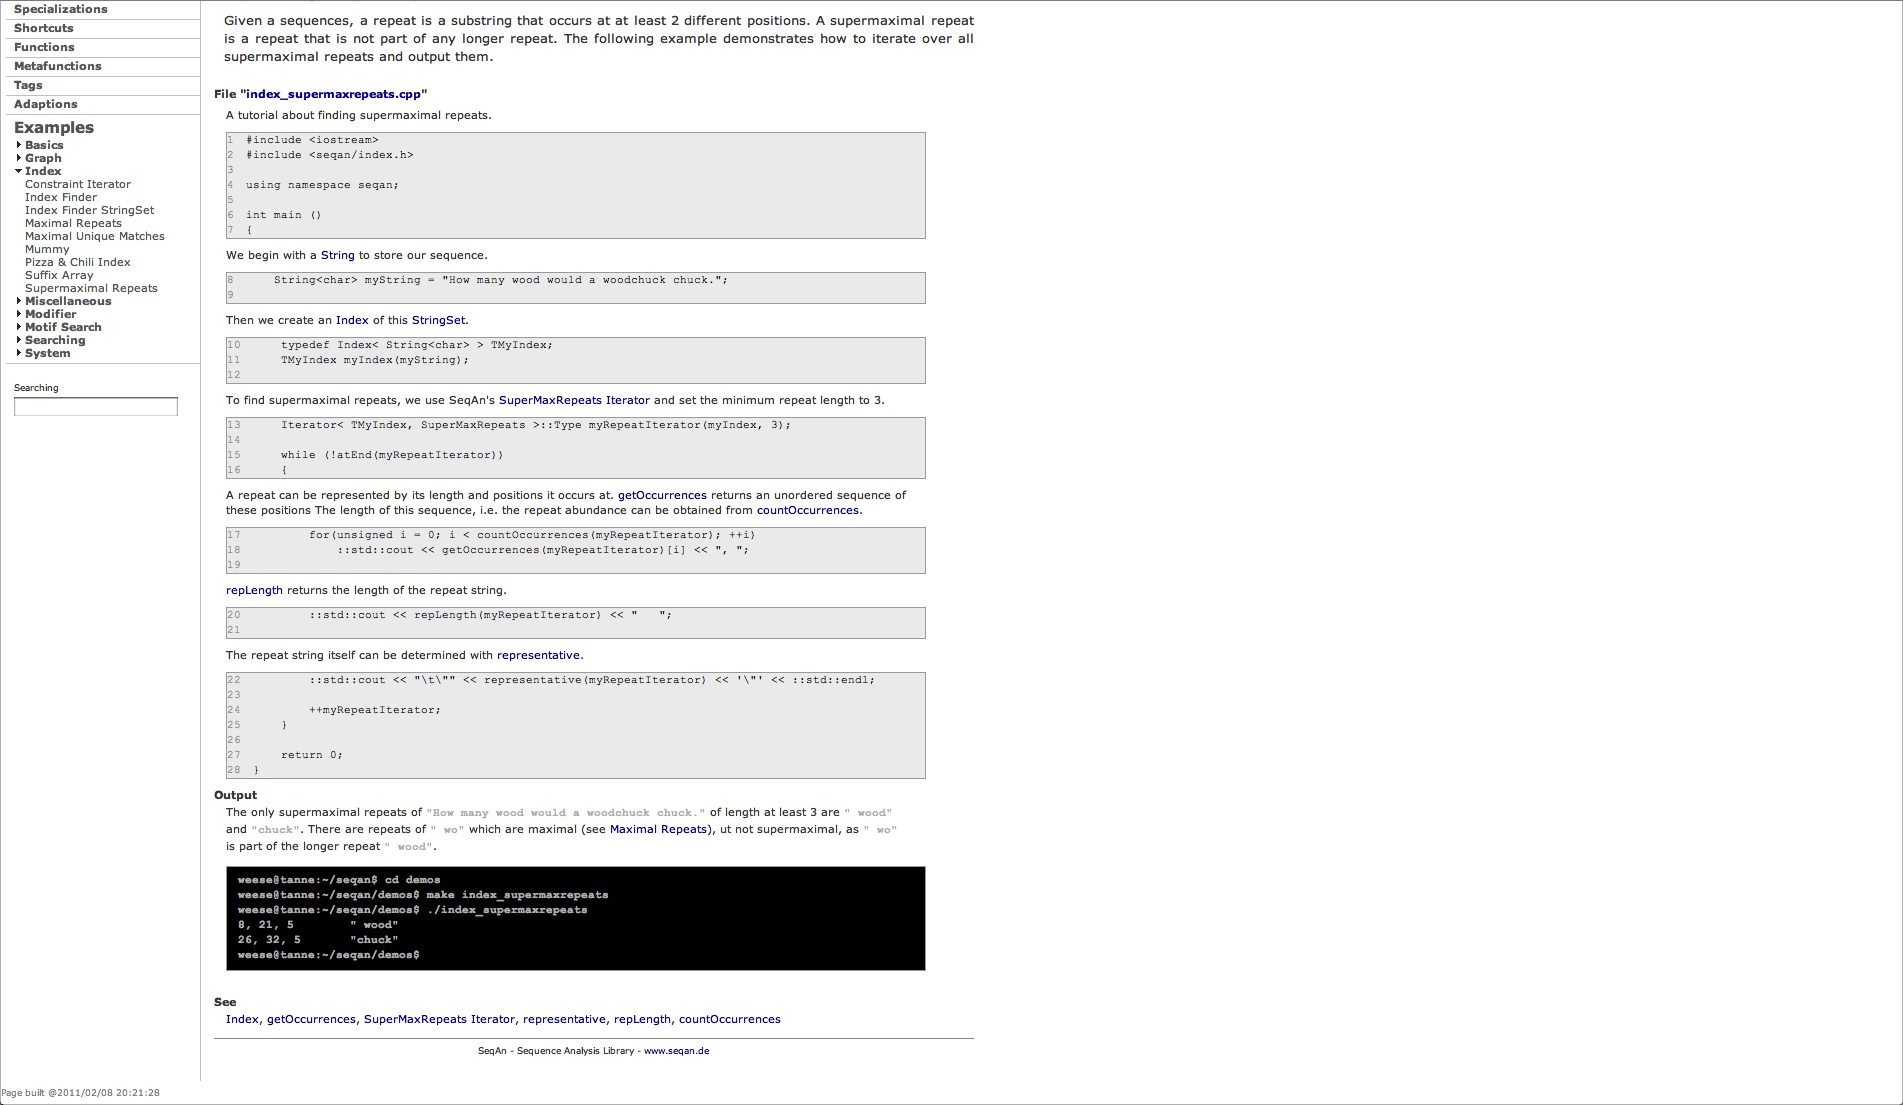 Specializations
Shortcuts
Functions
Metafunctions
Tags
Adaptions
Examples
Basics
Graph
Index
Constraint Iterator
Index Finder
Index Finder StringSet
Maximal Repeats
Maximal Unique Matches
Mummy
Pizza & Chili Index
Suffix Array
Supermaximal Repeats
Miscellaneous
Modifier
Motif Search
Searching
System
Searching
Given a sequences, a repeat is a substring that occurs at at least 2 different positions. A supermaximal repeat
is a repeat that is not part of any longer repeat. The following example demonstrates how to iterate over all
supermaximal repeats and output them.
File "index_supermaxrepeats.cpp"
A tutorial about finding supermaximal repeats.
1 #include <iostream>
2 #include <seqan/index.h>
3
4 using namespace seqan;
5
6 int main ()
7 {
We begin with a String to store our sequence.
8 String<char> myString = "How many wood would a woodchuck chuck.";
9
Then we create an Index of this StringSet.
10 typedef Index< String<char> > TMyIndex;
11 TMyIndex myIndex(myString);
12
To find supermaximal repeats, we use SeqAn's SuperMaxRepeats Iterator and set the minimum repeat length to 3.
13 Iterator< TMyIndex, SuperMaxRepeats >::Type myRepeatIterator(myIndex, 3);
14
15 while (!atEnd(myRepeatIterator))
16 {
A repeat can be represented by its length and positions it occurs at. getOccurrences returns an unordered sequence of
these positions The length of this sequence, i.e. the repeat abundance can be obtained from countOccurrences.
17 for(unsigned i = 0; i < countOccurrences(myRepeatIterator); ++i)
18 ::std::cout << getOccurrences(myRepeatIterator)[i] << ", ";
19
repLength returns the length of the repeat string.
20 ::std::cout << repLength(myRepeatIterator) << "   ";
21
The repeat string itself can be determined with representative.
22 ::std::cout << "\t\"" << representative(myRepeatIterator) << '\"' << ::std::endl;
23
24 ++myRepeatIterator;
25 }
26
27 return 0;
28 }
Output
The only supermaximal repeats of "How many wood would a woodchuck chuck." of length at least 3 are " wood"
and "chuck". There are repeats of " wo" which are maximal (see Maximal Repeats), ut not supermaximal, as " wo"
is part of the longer repeat " wood".
weese@tanne:~/seqan$ cd demos
weese@tanne:~/seqan/demos$ make index_supermaxrepeats
weese@tanne:~/seqan/demos$ ./index_supermaxrepeats
8, 21, 5 " wood"
26, 32, 5 "chuck"
weese@tanne:~/seqan/demos$
See
Index, getOccurrences, SuperMaxRepeats Iterator, representative, repLength, countOccurrences
SeqAn - Sequence Analysis Library - www.seqan.de
Page built @2011/02/08 20:21:28